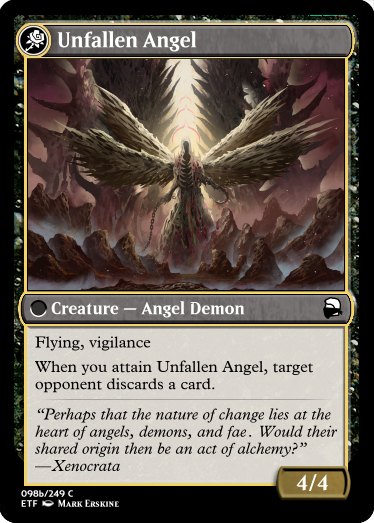 Unfallen Angel
Creature — Angel Demon
Flying, vigilance
When you attain Unfallen Angel, target
opponent discards a card.
“Perhaps that the nature of change lies at the
heart of angels, demons, and fae. Would their
shared origin then be an act of alchemy?”
—Xenocrata
4/4
098b/249 C
ETF Mark Erskine